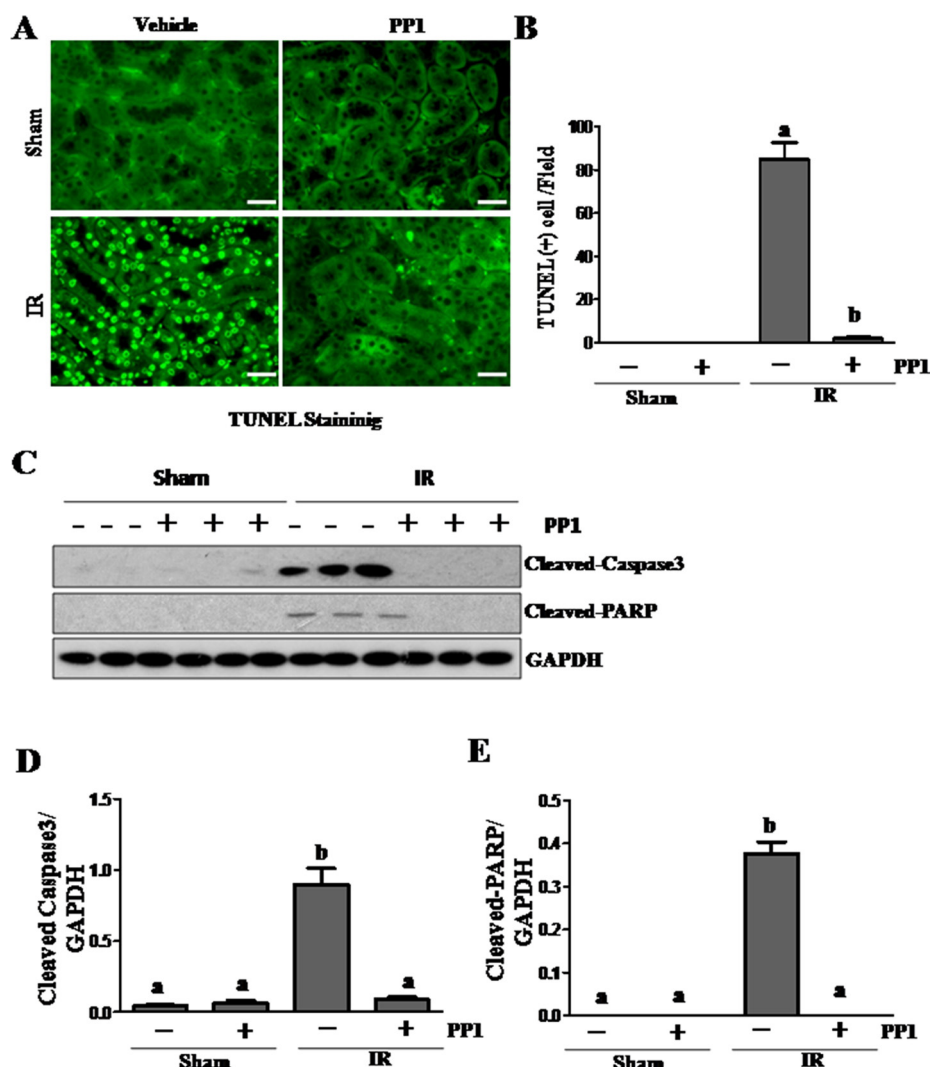 A
Vehicle
PP1
Sham
IR
TUNEL Staininig
B
TUNEL (+) cell /Field
100
80
60
40
20
0
a
b
– + – + PP1
Sham
IR
C
Sham
IR
- - - + + + - - - + + + PP1
Cleaved-Caspase3
Cleaved-PARP
GAPDH
D
Cleaved Caspase3/
GAPDH
1.5
1.0
0.5
0.0
a
a
b
a
– + – + PP1
Sham
IR
E
Cleaved-PARP/
GAPDH
0.5
0.4
0.3
0.2
0.1
0.0
a
a
b
a
– + – + PP1
Sham
IR